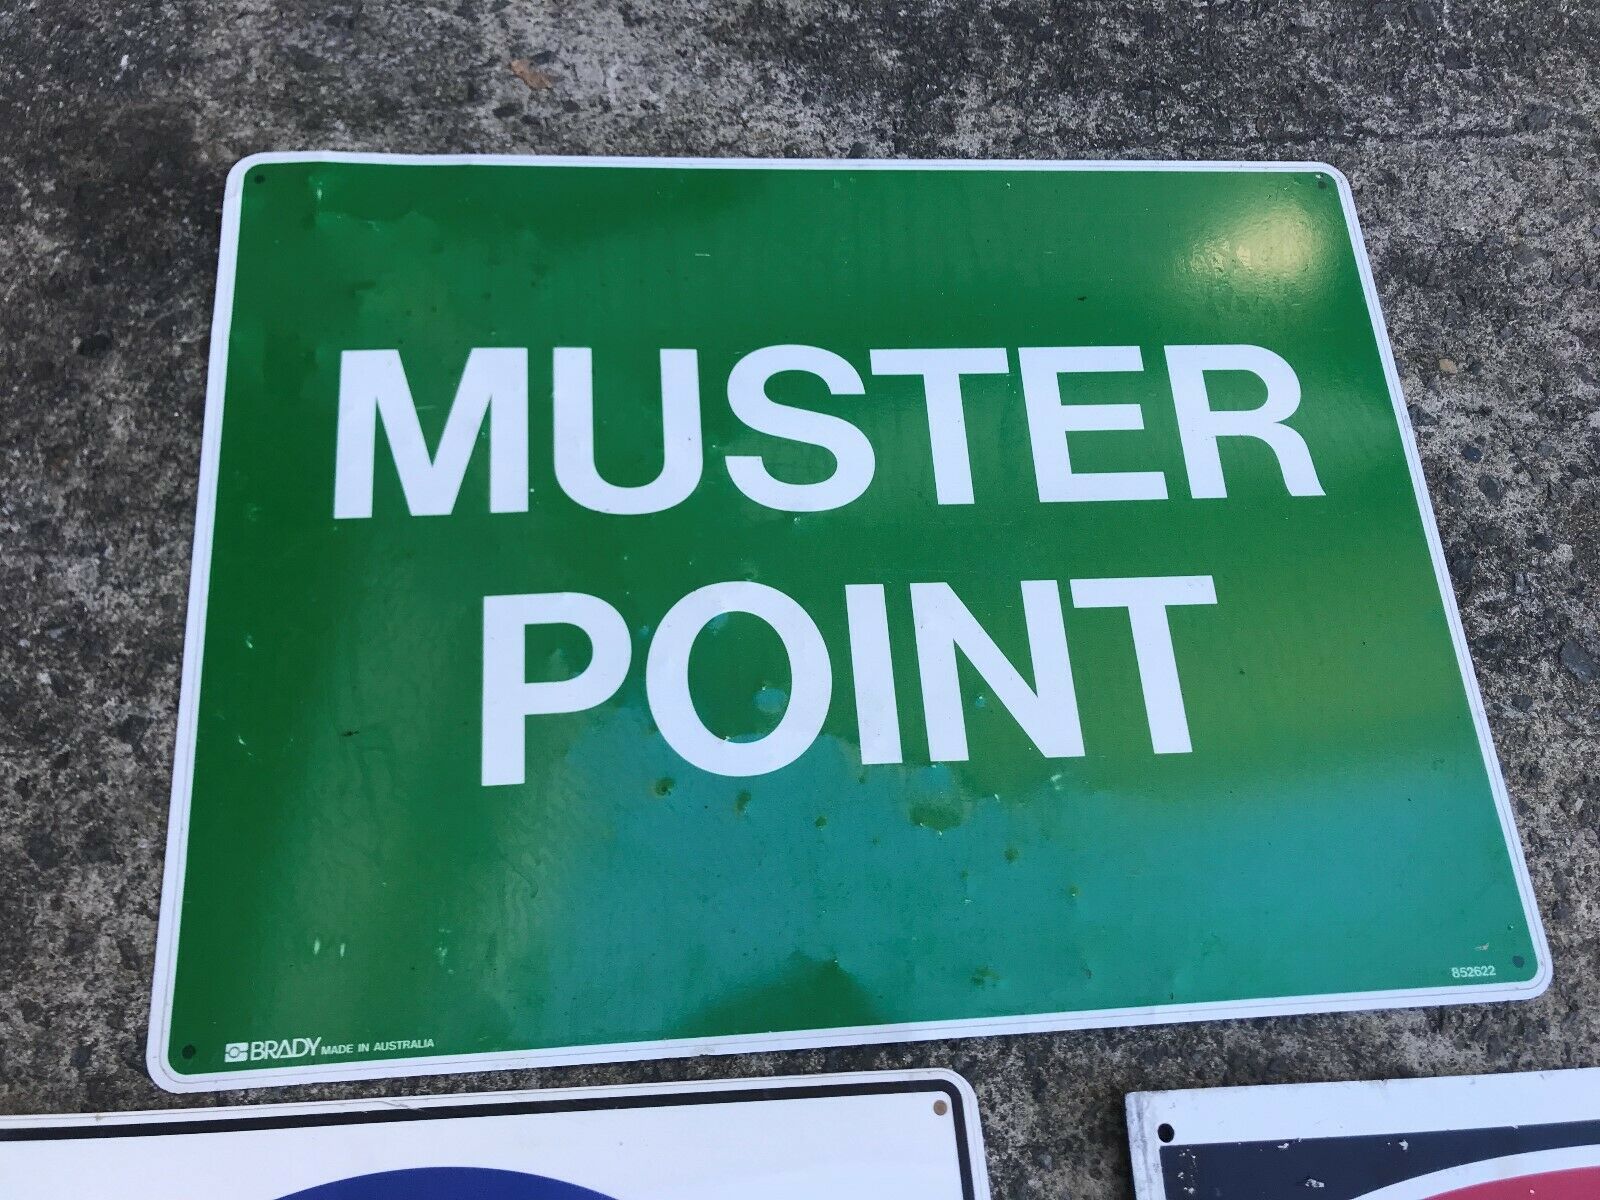 MUSTER
POINT
852622
BRADY MADE IN AUSTRALIA